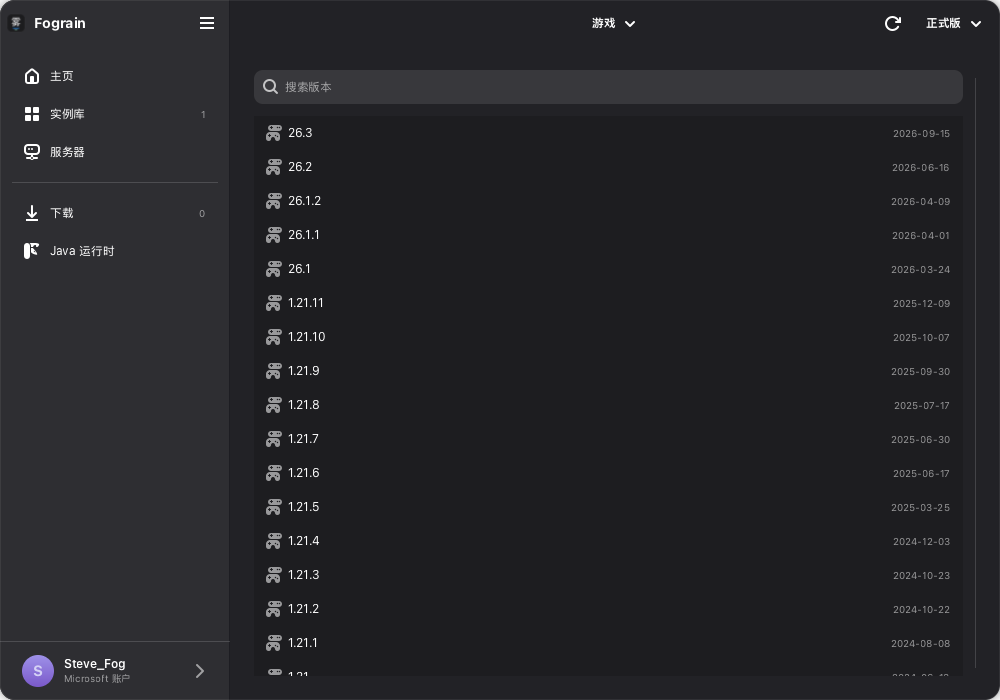 Fograin
主页
实例库 1
服务器
下载 0
Java 运行时
S
Steve_Fog
Microsoft 账户
游戏
正式版
搜索版本
26.3 2026-09-15
26.2 2026-06-16
26.1.2 2026-04-09
26.1.1 2026-04-01
26.1 2026-03-24
1.21.11 2025-12-09
1.21.10 2025-10-07
1.21.9 2025-09-30
1.21.8 2025-07-17
1.21.7 2025-06-30
1.21.6 2025-06-17
1.21.5 2025-03-25
1.21.4 2024-12-03
1.21.3 2024-10-23
1.21.2 2024-10-22
1.21.1 2024-08-08
1.21